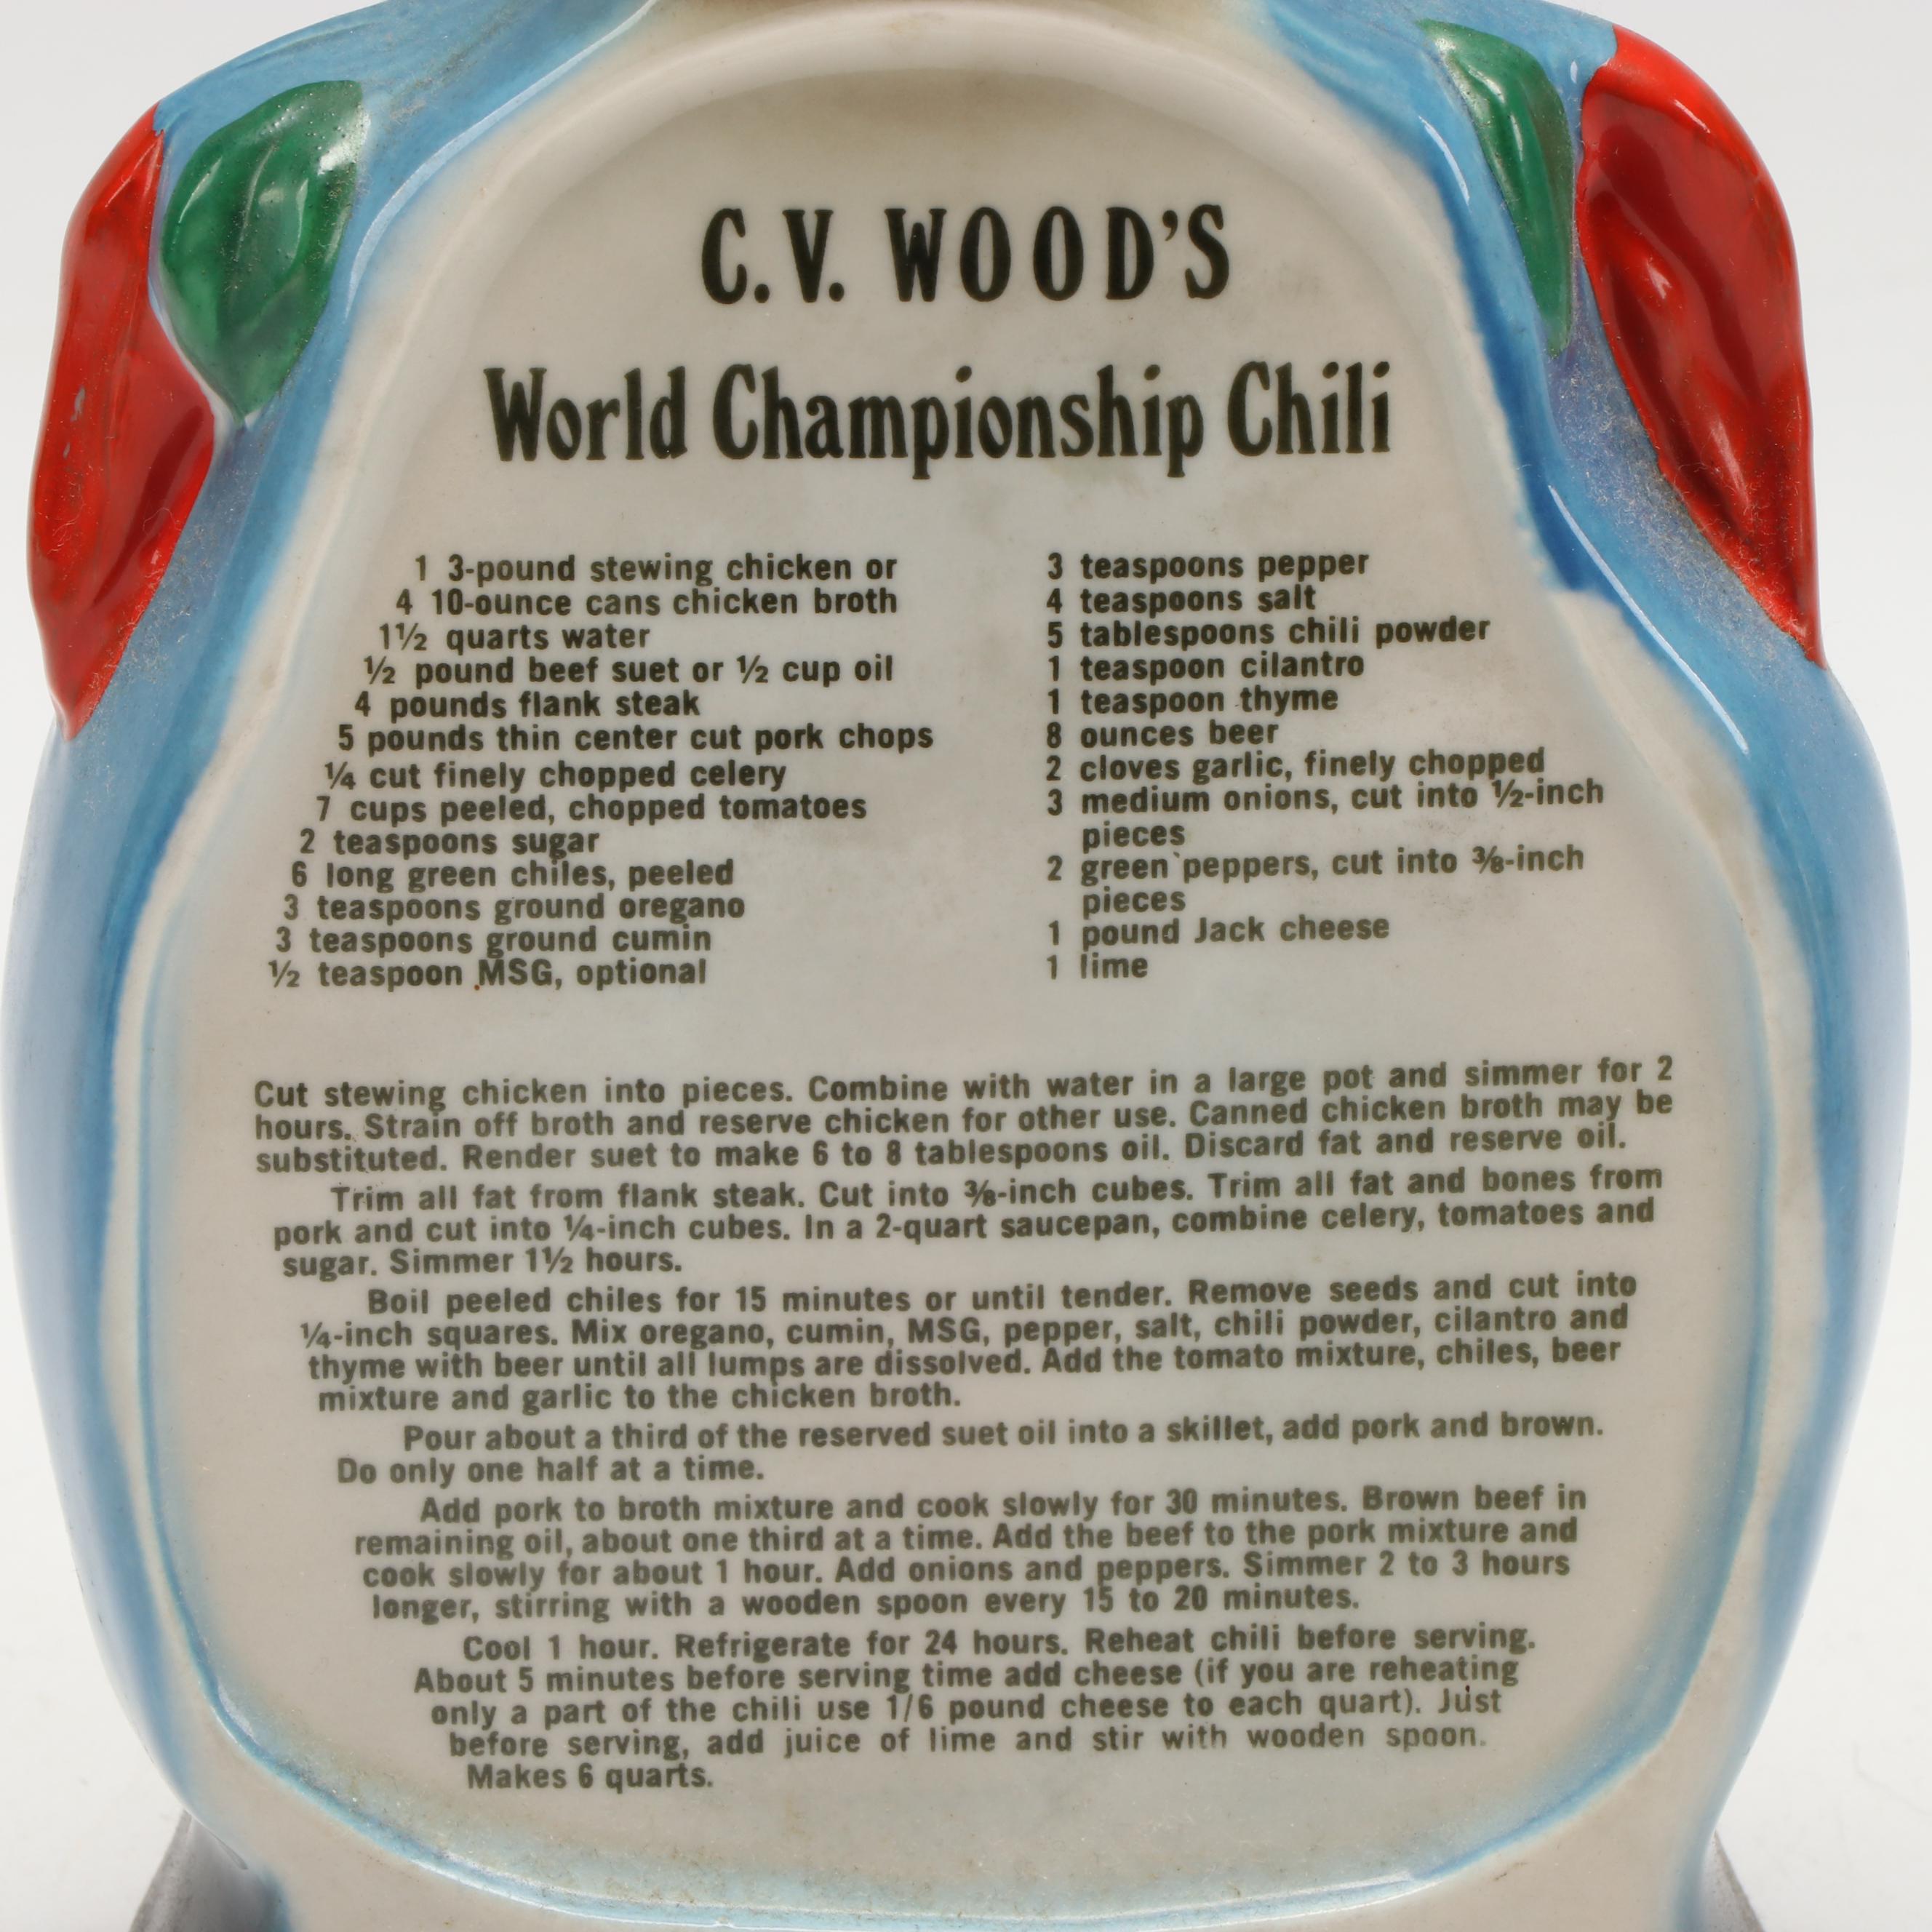 C.V. WOOD'S
World Championship Chili
1 3-pound stewing chicken or
4 10-ounce cans chicken broth
1½ quarts water
½ pound beef suet or ½ cup oil
4 pounds flank steak
5 pounds thin center cut pork chops
¼ cut finely chopped celery
7 cups peeled, chopped tomatoes
2 teaspoons sugar
6 long green chiles, peeled
3 teaspoons ground oregano
3 teaspoons ground cumin
½ teaspoon MSG, optional
3 teaspoons pepper
4 teaspoons salt
5 tablespoons chili powder
1 teaspoon cilantro
1 teaspoon thyme
8 ounces beer
2 cloves garlic, finely chopped
3 medium onions, cut into ½-inch
pieces
2 green peppers, cut into ⅜-inch
pieces
1 pound Jack cheese
1 lime
Cut stewing chicken into pieces. Combine with water in a large pot and simmer for 2
hours. Strain off broth and reserve chicken for other use. Canned chicken broth may be
substituted. Render suet to make 6 to 8 tablespoons oil. Discard fat and reserve oil.
Trim all fat from flank steak. Cut into ⅜-inch cubes. Trim all fat and bones from
pork and cut into ¼-inch cubes. In a 2-quart saucepan, combine celery, tomatoes and
sugar. Simmer 1½ hours.
Boil peeled chiles for 15 minutes or until tender. Remove seeds and cut into
¼-inch squares. Mix oregano, cumin, MSG, pepper, salt, chili powder, cilantro and
thyme with beer until all lumps are dissolved. Add the tomato mixture, chiles, beer
mixture and garlic to the chicken broth.
Pour about a third of the reserved suet oil into a skillet, add pork and brown.
Do only one half at a time.
Add pork to broth mixture and cook slowly for 30 minutes. Brown beef in
remaining oil, about one third at a time. Add the beef to the pork mixture and
cook slowly for about 1 hour. Add onions and peppers. Simmer 2 to 3 hours
longer, stirring with a wooden spoon every 15 to 20 minutes.
Cool 1 hour. Refrigerate for 24 hours. Reheat chili before serving.
About 5 minutes before serving time add cheese (if you are reheating
only a part of the chili use 1/6 pound cheese to each quart). Just
before serving, add juice of lime and stir with wooden spoon.
Makes 6 quarts.